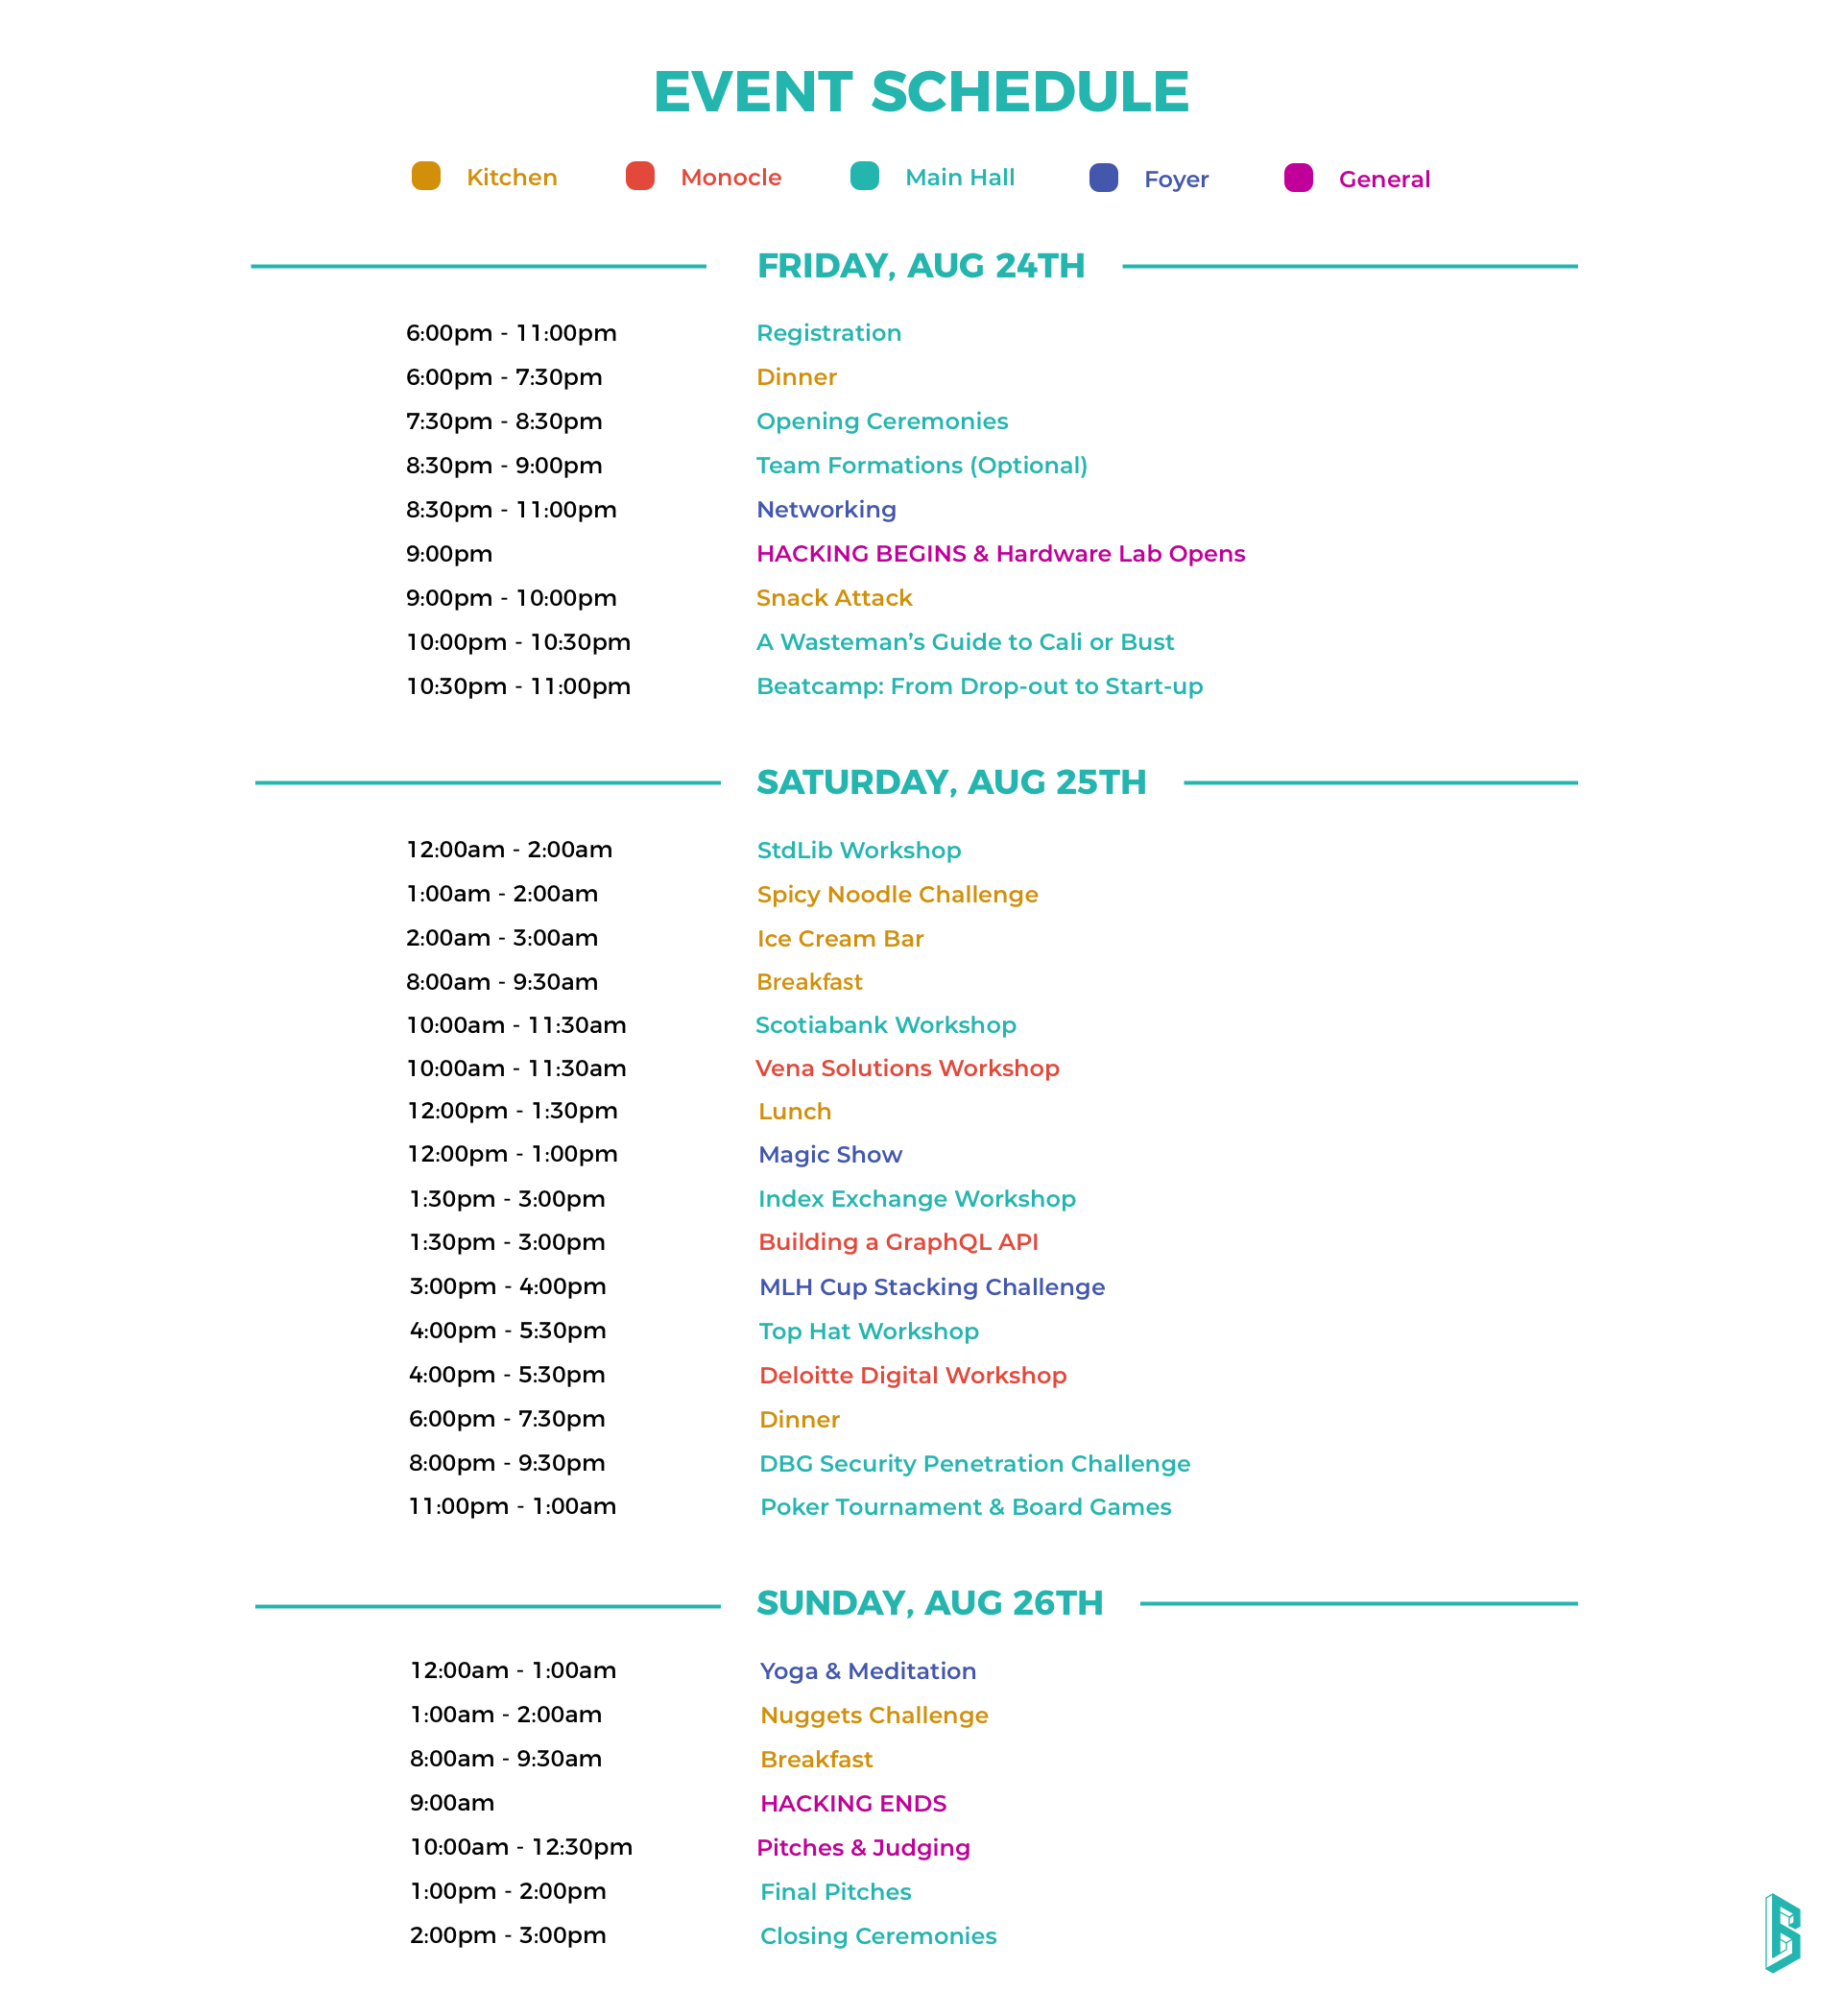 EVENT SCHEDULE
Kitchen Monocle Main Hall Foyer General
FRIDAY, AUG 24TH
6:00pm - 11:00pm Registration
6:00pm - 7:30pm Dinner
7:30pm - 8:30pm Opening Ceremonies
8:30pm - 9:00pm Team Formations (Optional)
8:30pm - 11:00pm Networking
9:00pm HACKING BEGINS & Hardware Lab Opens
9:00pm - 10:00pm Snack Attack
10:00pm - 10:30pm A Wasteman’s Guide to Cali or Bust
10:30pm - 11:00pm Beatcamp: From Drop-out to Start-up
SATURDAY, AUG 25TH
12:00am - 2:00am StdLib Workshop
1:00am - 2:00am Spicy Noodle Challenge
2:00am - 3:00am Ice Cream Bar
8:00am - 9:30am Breakfast
10:00am - 11:30am Scotiabank Workshop
10:00am - 11:30am Vena Solutions Workshop
12:00pm - 1:30pm Lunch
12:00pm - 1:00pm Magic Show
1:30pm - 3:00pm Index Exchange Workshop
1:30pm - 3:00pm Building a GraphQL API
3:00pm - 4:00pm MLH Cup Stacking Challenge
4:00pm - 5:30pm Top Hat Workshop
4:00pm - 5:30pm Deloitte Digital Workshop
6:00pm - 7:30pm Dinner
8:00pm - 9:30pm DBG Security Penetration Challenge
11:00pm - 1:00am Poker Tournament & Board Games
SUNDAY, AUG 26TH
12:00am - 1:00am Yoga & Meditation
1:00am - 2:00am Nuggets Challenge
8:00am - 9:30am Breakfast
9:00am HACKING ENDS
10:00am - 12:30pm Pitches & Judging
1:00pm - 2:00pm Final Pitches
2:00pm - 3:00pm Closing Ceremonies